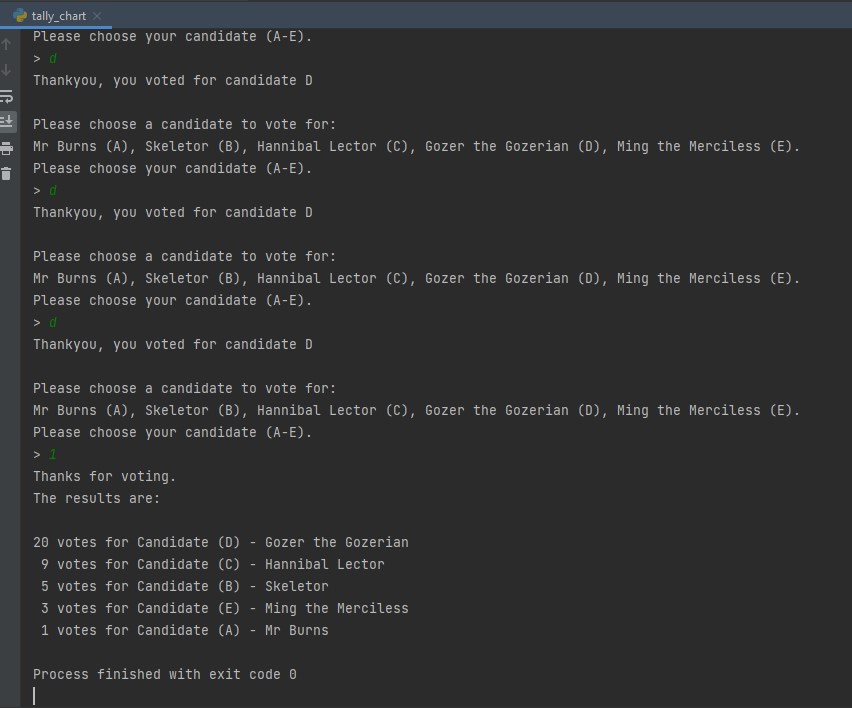 tally_chart
Please choose your candidate (A-E).
> d
Thankyou, you voted for candidate D
Please choose a candidate to vote for:
Mr Burns (A), Skeletor (B), Hannibal Lector (C), Gozer the Gozerian (D), Ming the Merciless (E).
Please choose your candidate (A-E).
> d
Thankyou, you voted for candidate D
Please choose a candidate to vote for:
Mr Burns (A), Skeletor (B), Hannibal Lector (C), Gozer the Gozerian (D), Ming the Merciless (E).
Please choose your candidate (A-E).
> d
Thankyou, you voted for candidate D
Please choose a candidate to vote for:
Mr Burns (A), Skeletor (B), Hannibal Lector (C), Gozer the Gozerian (D), Ming the Merciless (E).
Please choose your candidate (A-E).
> 1
Thanks for voting.
The results are:
20 votes for Candidate (D) - Gozer the Gozerian
9 votes for Candidate (C) - Hannibal Lector
5 votes for Candidate (B) - Skeletor
3 votes for Candidate (E) - Ming the Merciless
1 votes for Candidate (A) - Mr Burns
Process finished with exit code 0